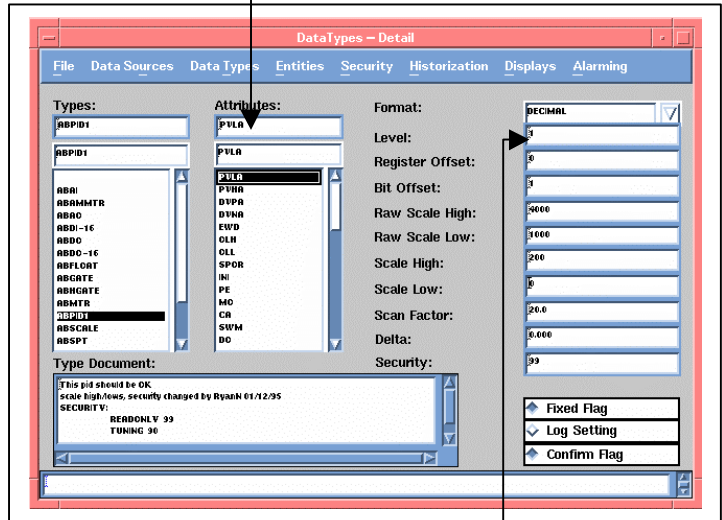 DataTypes – Detail
File Data Sources Data Types Entities Security Historization Displays Alarming
Types:
ABPID1
ABPID1
ABAI
ABAMMTR
ABAO
ABDI-16
ABDO
ABDO-16
ABFLOAT
ABGATE
ABHGATE
ABMTR
ABPID1
ABSCALE
ABSPT
Attributes:
PVLA
PVLA
PVLA
PVHA
DVPA
DVNA
EWD
CLH
CLL
SPOR
INI
PE
MO
CA
SWM
DO
Format: DECIMAL
Level: 1
Register Offset: 0
Bit Offset: 1
Raw Scale High: 4000
Raw Scale Low: 1000
Scale High: 200
Scale Low: 0
Scan Factor: 20.0
Delta: 0.000
Security: 99
Type Document:
This pid should be OK
scale high/lows, security changed by RyanN 01/12/95
SECURITY:
READONLY 99
TUNING 90
Fixed Flag
Log Setting
Confirm Flag